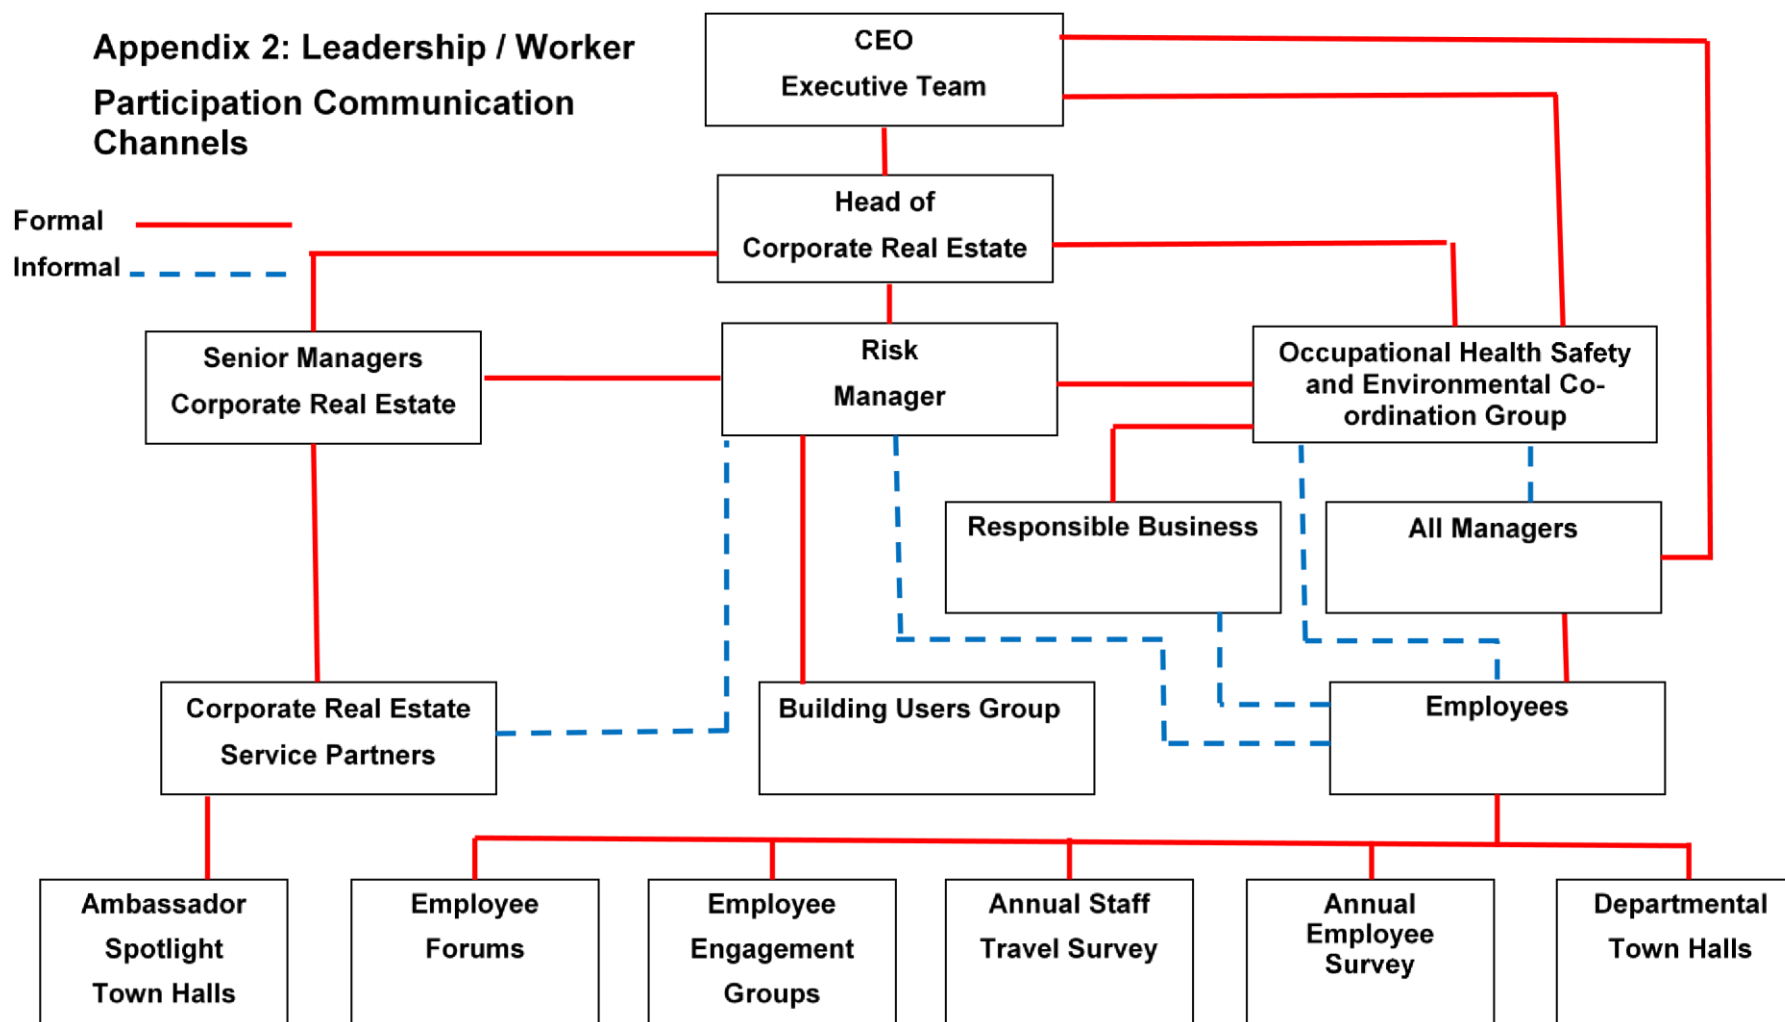 Appendix 2: Leadership / Worker
Participation Communication
Channels
Formal
Informal
CEO
Executive Team
Head of
Corporate Real Estate
Senior Managers
Corporate Real Estate
Risk
Manager
Occupational Health Safety
and Environmental Co-
ordination Group
Responsible Business
All Managers
Corporate Real Estate
Service Partners
Building Users Group
Employees
Ambassador
Spotlight
Town Halls
Employee
Forums
Employee
Engagement
Groups
Annual Staff
Travel Survey
Annual
Employee
Survey
Departmental
Town Halls